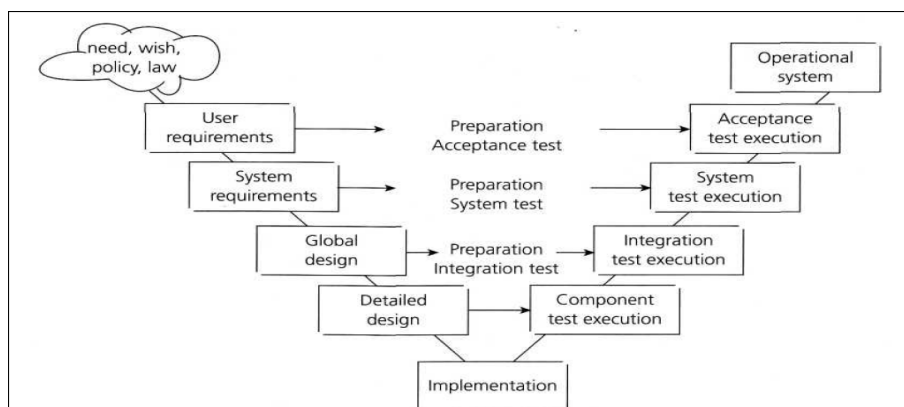 need, wish,
policy, law
Operational
system
User
requirements
Preparation
Acceptance test
Acceptance
test execution
System
requirements
Preparation
System test
System
test execution
Global
design
Preparation
Integration test
Integration
test execution
Detailed
design
Component
test execution
Implementation